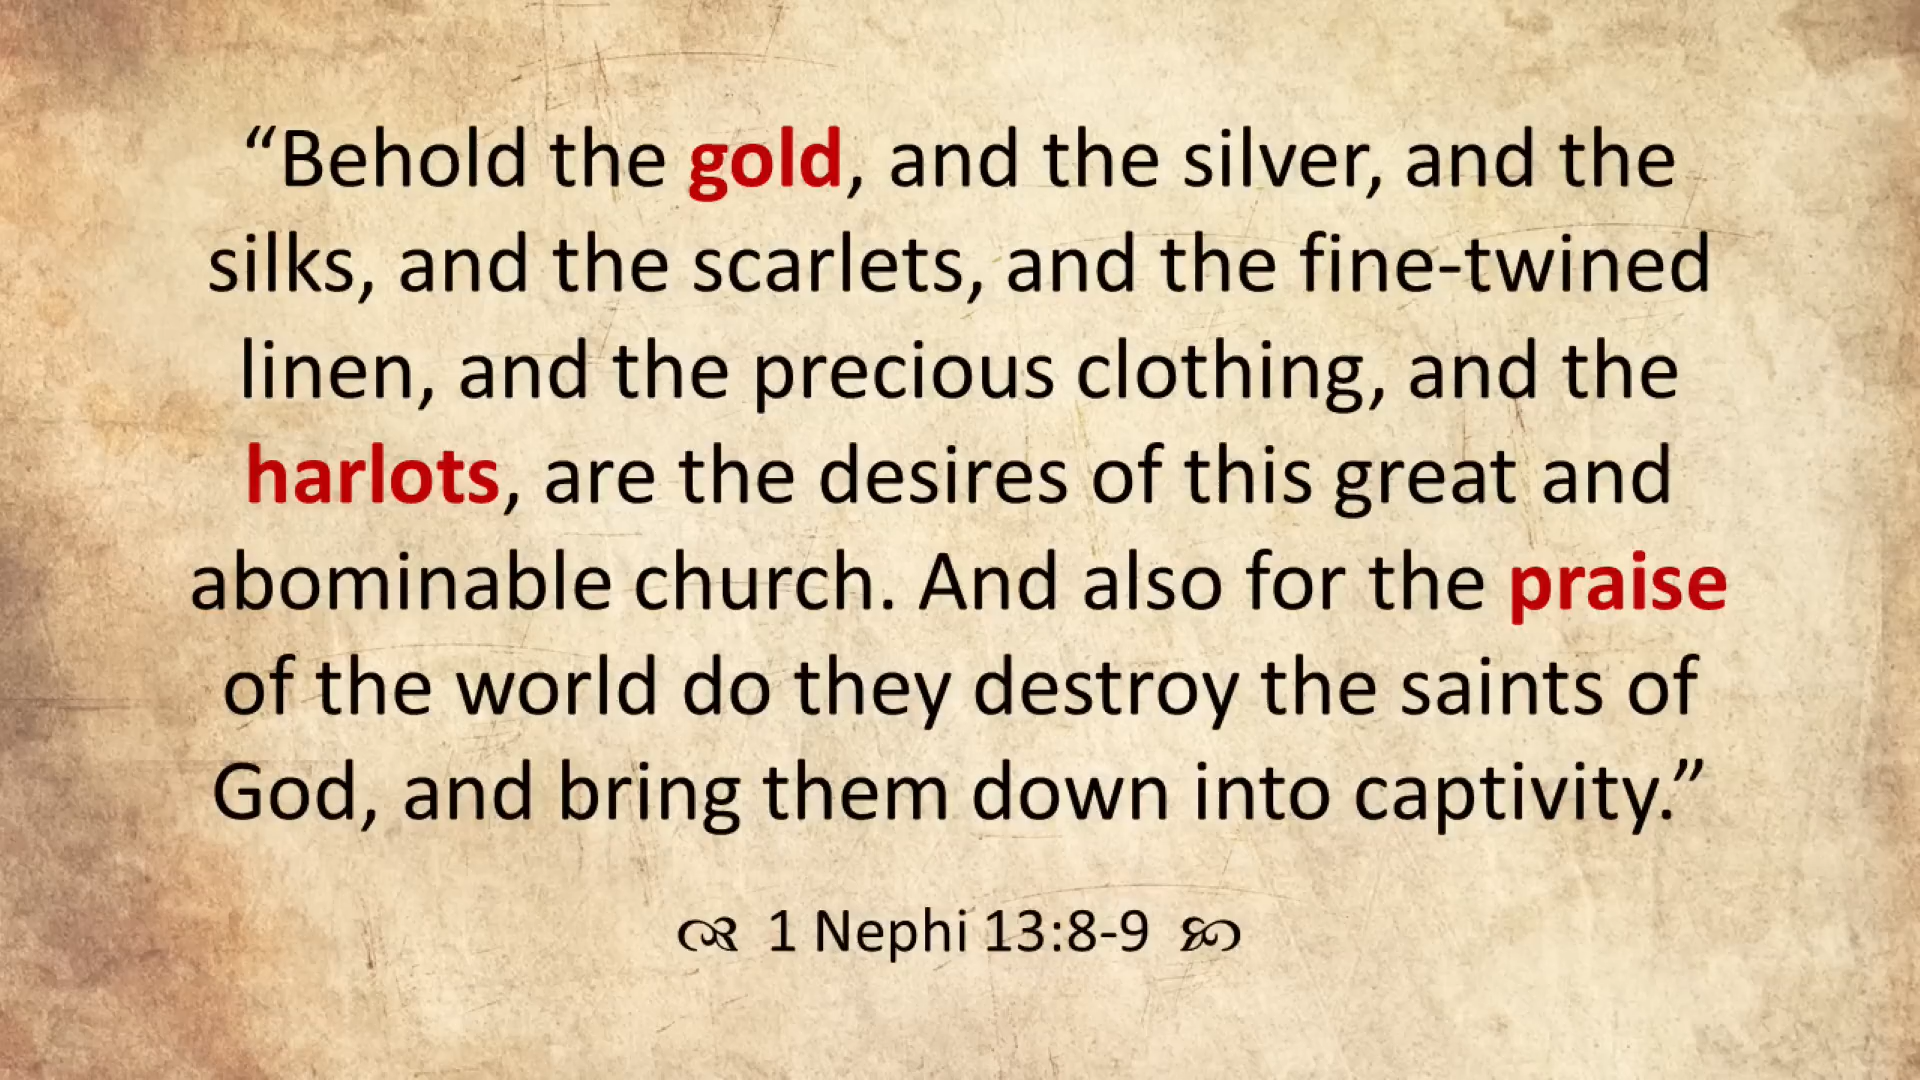 “Behold the gold, and the silver, and the
silks, and the scarlets, and the fine-twined
linen, and the precious clothing, and the
harlots, are the desires of this great and
abominable church. And also for the praise
of the world do they destroy the saints of
God, and bring them down into captivity.”
1 Nephi 13:8-9